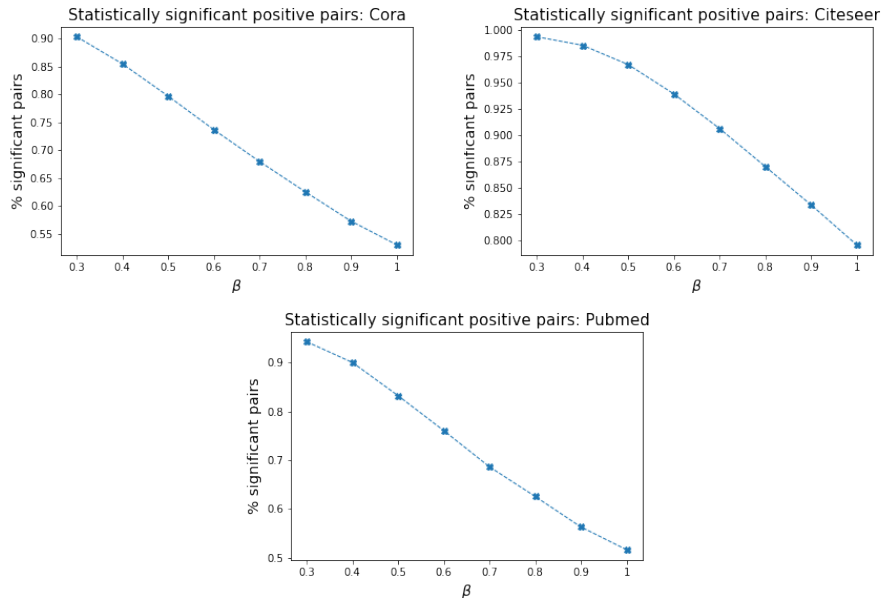 Statistically significant positive pairs: Cora
% significant pairs
0.90
0.85
0.80
0.75
0.70
0.65
0.60
0.55
0.3 0.4 0.5 0.6 0.7 0.8 0.9 1
β
Statistically significant positive pairs: Citeseer
% significant pairs
1.000
0.975
0.950
0.925
0.900
0.875
0.850
0.825
0.800
0.3 0.4 0.5 0.6 0.7 0.8 0.9 1
β
Statistically significant positive pairs: Pubmed
% significant pairs
0.9
0.8
0.7
0.6
0.5
0.3 0.4 0.5 0.6 0.7 0.8 0.9 1
β